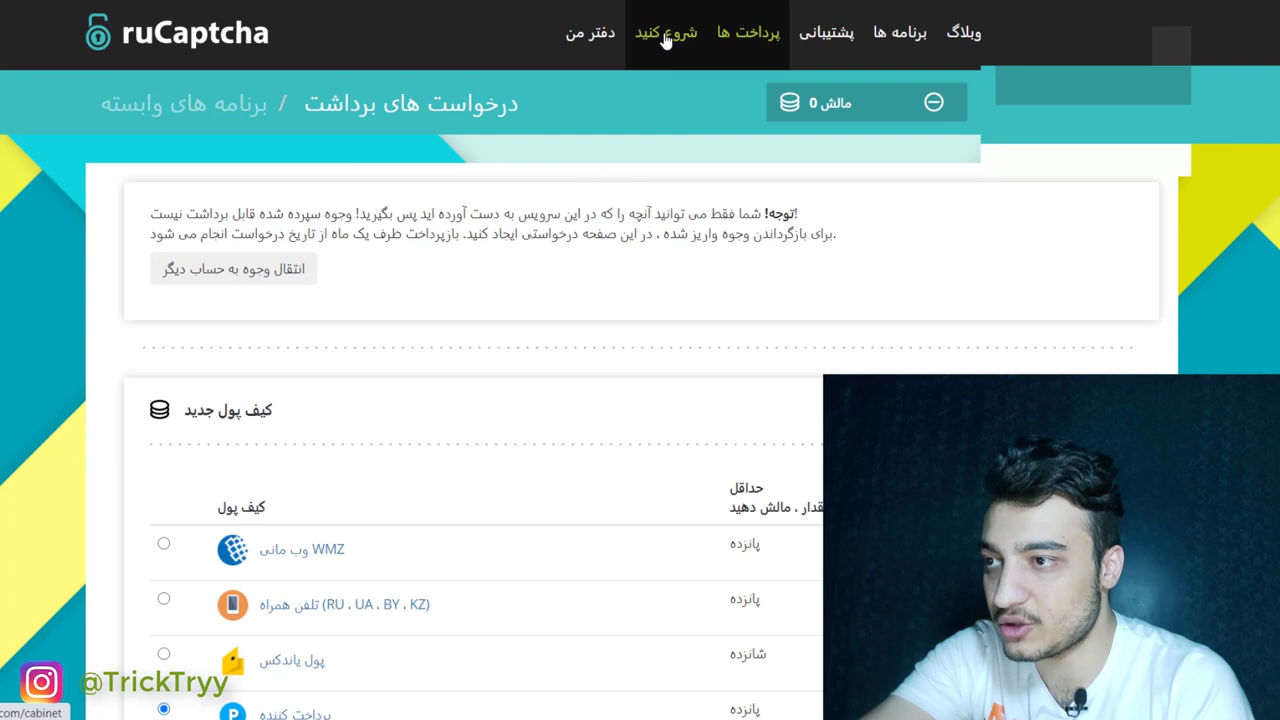 ruCaptcha
دفتر من
شروع کنید
پرداخت ها
پشتیبانی
برنامه ها
وبلاگ
برنامه های وابسته / درخواست های برداشت
0 مالش
!توجه! شما فقط می توانید آنچه را که در این سرویس به دست آورده اید پس بگیرید! وجوه سپرده شده قابل برداشت نیست
.برای بازگرداندن وجوه واریز شده ، در این صفحه درخواستی ایجاد کنید. بازپرداخت ظرف یک ماه از تاریخ درخواست انجام می شود
انتقال وجوه به حساب دیگر
کیف پول جدید
کیف پول
حداقل
قدار ، مالش دهید
وب مانی WMZ
پانزده
تلفن همراه (RU ، UA ، BY ، KZ)
پانزده
پول یاندکس
شانزده
پرداخت کننده
پانزده
@TrickTryy
com/cabinet